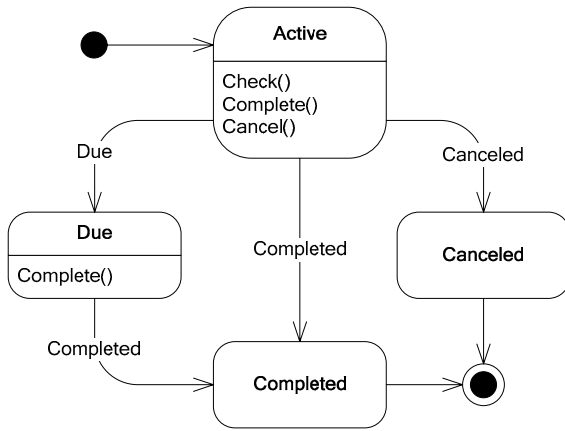 Active
Check()
Complete()
Cancel()
Due
Canceled
Due
Complete()
Completed
Canceled
Completed
Completed